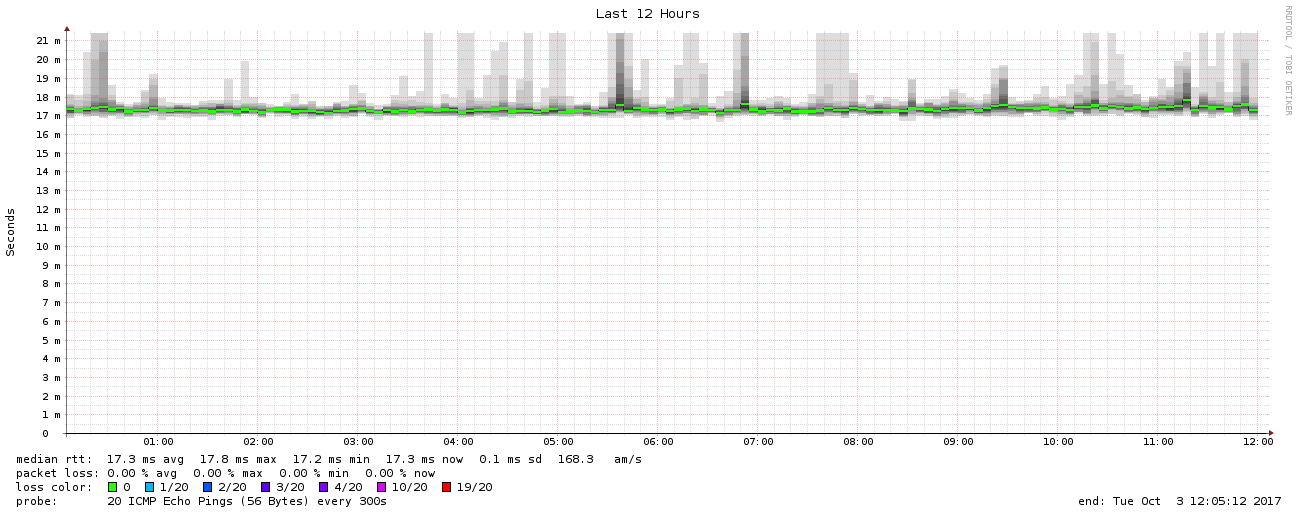 Last 12 Hours
RRDTOOL / TOBI OETIKER
Seconds
21 m
20 m
19 m
18 m
17 m
16 m
15 m
14 m
13 m
12 m
11 m
10 m
9 m
8 m
7 m
6 m
5 m
4 m
3 m
2 m
1 m
0
01:00 02:00 03:00 04:00 05:00 06:00 07:00 08:00 09:00 10:00 11:00 12:00
median rtt: 17.3 ms avg 17.8 ms max 17.2 ms min 17.3 ms now 0.1 ms sd 168.3 am/s
packet loss: 0.00 % avg 0.00 % max 0.00 % min 0.00 % now
loss color: 0 1/20 2/20 3/20 4/20 10/20 19/20
probe: 20 ICMP Echo Pings (56 Bytes) every 300s end: Tue Oct 3 12:05:12 2017